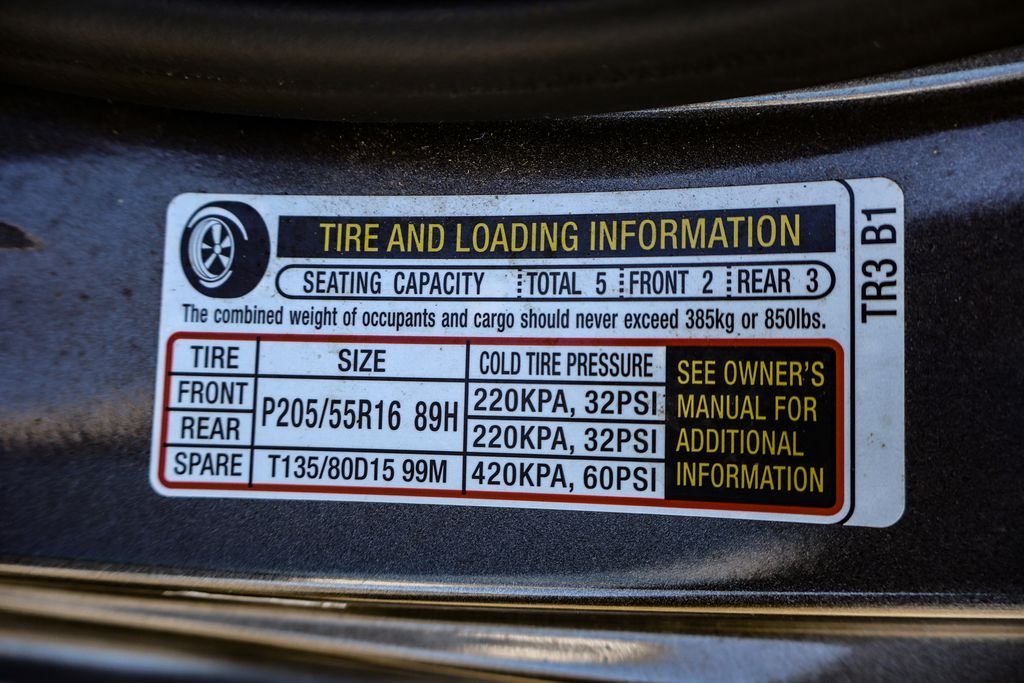 TIRE AND LOADING INFORMATION
SEATING CAPACITY TOTAL 5 FRONT 2 REAR 3
The combined weight of occupants and cargo should never exceed 385kg or 850lbs.
TIRE SIZE COLD TIRE PRESSURE
FRONT P205/55R16 89H 220KPA, 32PSI
REAR 220KPA, 32PSI
SPARE T135/80D15 99M 420KPA, 60PSI
SEE OWNER'S
MANUAL FOR
ADDITIONAL
INFORMATION
TR3 B1